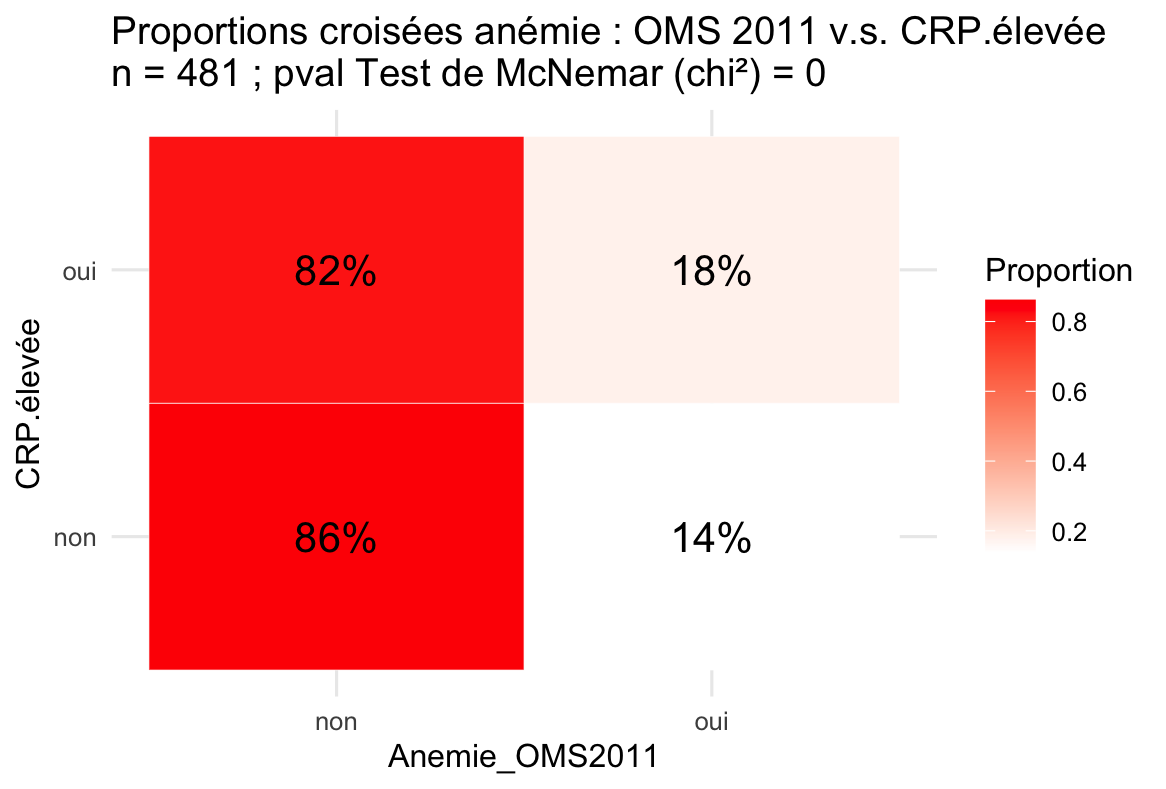 Proportions croisées anémie : OMS 2011 v.s. CRP.élevée
n = 481 ; pval Test de McNemar (chi²) = 0
oui
82%
18%
non
86%
14%
CRP.élevée
non
oui
Anemie_OMS2011
Proportion
0.8
0.6
0.4
0.2